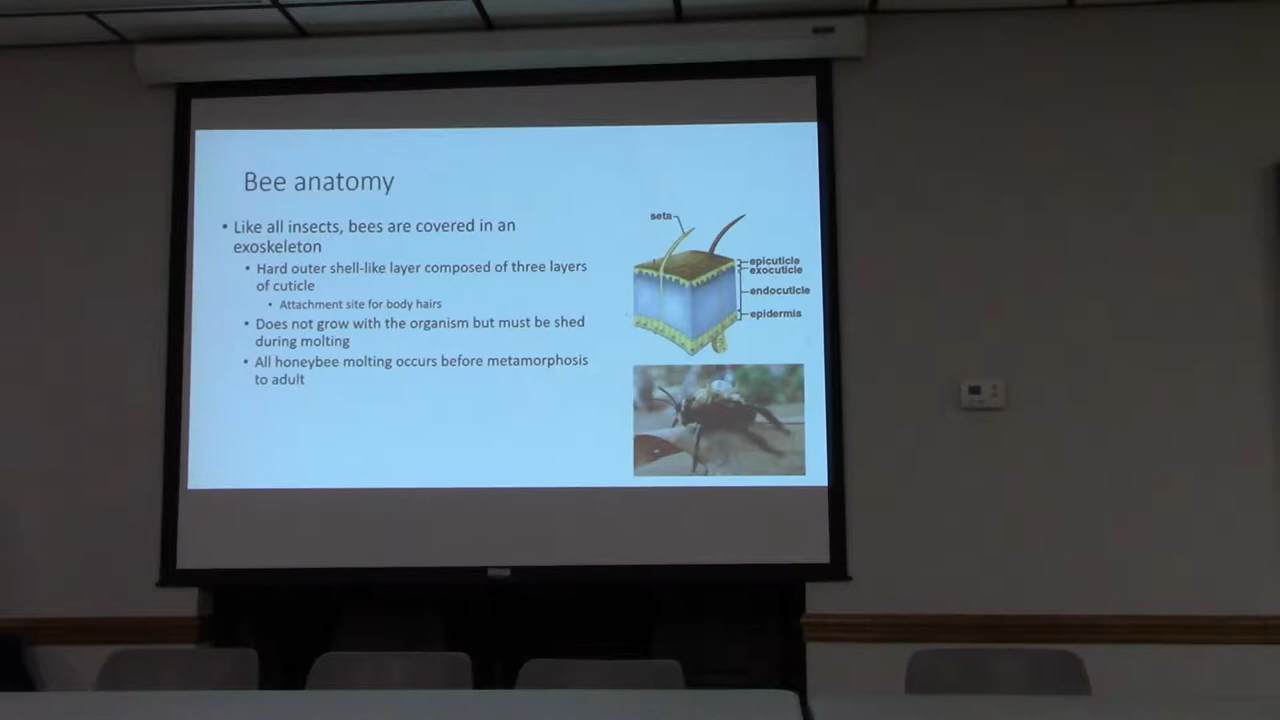 Bee anatomy
• Like all insects, bees are covered in an
exoskeleton
• Hard outer shell-like layer composed of three layers
of cuticle
• Attachment site for body hairs
• Does not grow with the organism but must be shed
during molting
• All honeybee molting occurs before metamorphosis
to adult
seta
epicuticle
exocuticle
endocuticle
epidermis